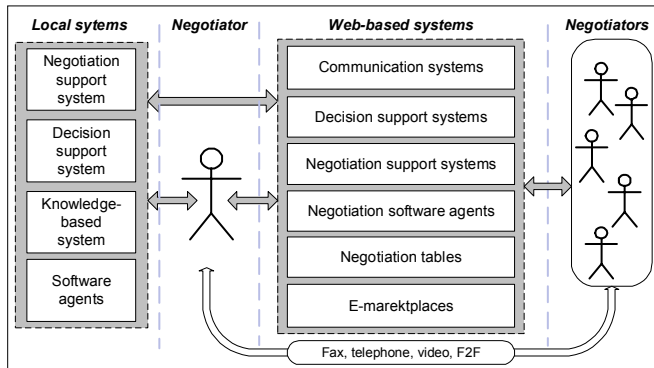 Local sytems
Negotiator
Web-based systems
Negotiators
Negotiation
support
system
Decision
support
system
Knowledge-
based
system
Software
agents
Communication systems
Decision support systems
Negotiation support systems
Negotiation software agents
Negotiation tables
E-marektplaces
Fax, telephone, video, F2F